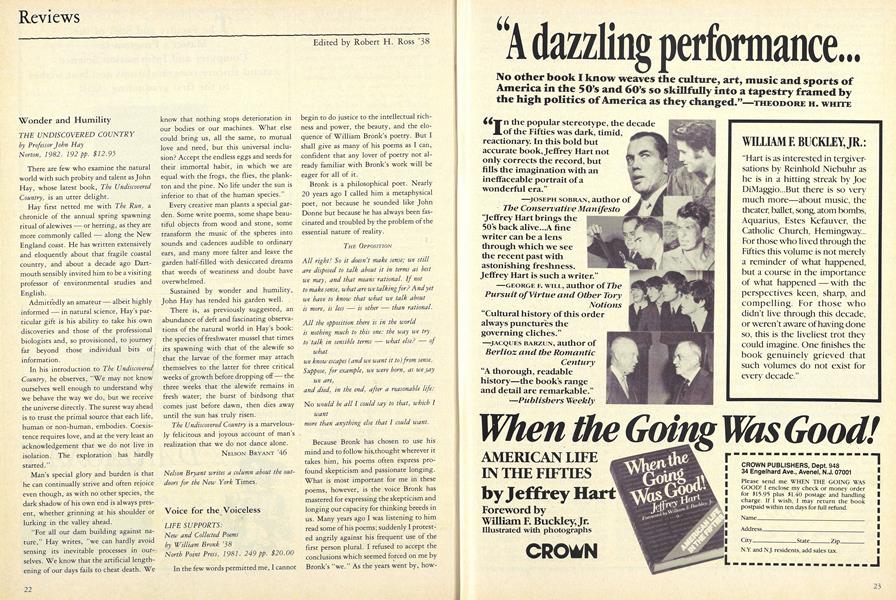 Reviews
Edited by Robert H. Ross '38
Wonder and Humility
THE UNDISCOVERED COUNTRY
by Professor John Hay
Norton, 1982. 192 pp. $12.95
There are few who examine the natural
world with such probity and talent as John
Hay, whose latest book, The Undiscovered
Country, is an utter delight.
Hay first netted me with The Run, a
chronicle of the annual spring spawning
ritual of alewives — or herring, as they are
more commonly called — along the New
England coast. He has written extensively
and eloquently about that fragile coastal
country, and about a decade ago Dart-
mouth sensibly invited him to be a visiting
professor of environmental studies and
English.
Admittedly an amateur — albeit highly
informed — in natural science, Hay's par-
ticular gift is his ability to take his own
discoveries and those of the professional
biologists and, so provisioned, to journey
far beyond those individual bits of
information.
In his introduction to The Undiscovered
Country, he observes, "We may not know
ourselves well enough to understand why
we behave the way we do, but we receive
the universe directly. The surest way ahead
is to trust the primal source that each life,
human or non-human, embodies. Coexis-
tence requires love, and at the very least an
acknowledgement that we do not live in
isolation. The exploration has hardly
started."
Man's special glory and burden is that
he can continually strive and often rejoice
even though, as with no other species, the
dark shadow of his own end is always pres-
ent, whether grinning at his shoulder or
lurking in the valley ahead.
"For all our dam building against na-
ture," Hay writes, "we can hardly avoid
sensing its inevitable processes in our-
selves. We know that the artificial length-
ening of our days fails to cheat death. We
22
know that nothing stops deterioration in
our bodies or our machines. What else
could bring us, all the same, to mutual
love and need, but this universal inclu-
sion? Accept the endless eggs and seeds for
their immortal habit, in which we are
equal with the frogs, the flies, the plank-
ton and the pine. No life under the sun is
inferior to that of the human species."
Every creative man plants a special gar-
den. Some write poems, some shape beau-
tiful objects from wood and stone, some
transform the music of the spheres into
sounds and cadences audible to ordinary
ears, and many more falter and leave the
garden half-filled with desiccated dreams
that weeds of weariness and doubt have
overwhelmed.
Sustained by wonder and humility,
John Hay has tended his garden well.
There is, as previously suggested, an
abundance of deft and fascinating observa-
tions of the natural world in Hay's book:
the species of freshwater mussel that times
its spawning with that of the alewife so
that the larvae of the former may attach
themselves to the latter for three critical
weeks of growth before dropping off — the
three weeks that the alewife remains in
fresh water; the burst of birdsong that
comes just before dawn, then dies away
until the sun has truly risen.
The Undiscovered Country is a marvelous-
ly felicitous and joyous account of man's
realization that we do not dance alone.
NELSON BRYANT '46
Nelson Bryant writes a column about the out-
doors for the New York Times.
Voice for the Voiceless
LIFE SUPPORTS:
New and Collected Poems
by William Bronk '38
North Point Press, 1981. 249 pp. $20.00
In the few words permitted me, I cannot
begin to do justice to the intellectual rich-
ness and power, the beauty, and the elo-
quence of William Bronk's poetry. But I
shall give as many of his poems as I can,
confident that any lover of poetry not al-
ready familiar with Bronk's work will be
eager for all of it.
Bronk is a philosophical poet. Nearly
20 years ago I called him a metaphysical
poet, not because he sounded like John
Donne but because he has always been fas-
cinated and troubled by the problem of the
essential nature of reality.
THE OPPOSITION
All right! So it doesn't make sense; we still
are disposed to talk about it in terms as best
we may, and that means rational. If not
to make sense, what are we talking for? And yet
we have to know that what we talk about
is more, is less — is other — than rational.
All the opposition there is in the world
is nothing much to this one: the way we try
to talk in sensible terms — what else? — of
what
we know escapes (and we want it to) from sense.
Suppose, for example, we were born, as we say
we are,
and died, in the end, after a reasonable life:
No would be all I could say to that, which I
want
more than anything else that I could want.
Because Bronk has chosen to use his
mind and to follow his thought wherever it
takes him, his poems often express pro-
found skepticism and passionate longing.
What is most important for me in these
poems, however, is the voice Bronk has
mastered for expressing the skepticism and
longing our capacity for thinking breeds in
us. Many years ago I was listening to him
read some of his poems; suddenly I protest-
ed angrily against his frequent use of the
first person plural. I refused to accept the
conclusions which seemed forced on me by
Bronk's "we." As the years went by, how-
"A dazzling performance...
No other book I know weaves the culture, art, music and sports of
America in the 50's and 60's so skillfully into a tapestry framed by
the high politics of America as they changed."—THEODORE H. WHITE
"In the popular stereotype, the decade
of the Fifties was dark, timid,
reactionary. In this bold but
accurate book, Jeffrey Hart not
only corrects the record, but
fills the imagination with an
ineffaceable portrait of a
wonderful era."
—JOSEPH SOBRAN, author of
The Conservative Manifesto
"Jeffrey Hart brings the
50's back alive...A fine
writer can be a lens
through which we see
the recent past with
astonishing freshness.
Jeffrey Hart is such a writer."
—GEORGE F. WILL, author of The
Pursuit of Virtue and Other Tory
Notions
"Cultural history of this order
always punctures the
governing cliches."
—JACQUES BARZUN, author of
Berlioz and the Romantic
Century
"A thorough, readable
history—the book's range
and detail are remarkable."
—Publishers Weekly
WILLIAM F. BUCKLEY, JR.:
"Hart is as interested in tergiver-
sations by Reinhold Niebuhr as
he is in a hitting streak by Joe
DiMaggio...But there is so very
much more—about music, the
theater, ballet, song, atom bombs,
Aquarius, Estes Kefauver, the
Catholic Church, Hemingway...
For those who lived through the
Fifties this volume is not merely
a reminder of what happened,
but a course in the importance
of what happened — with the
perspectives keen, sharp, and
compelling. For those who
didn't live through this decade,
or weren't aware of having done
so, this is the liveliest trot they
could imagine. One finishes the
book genuinely grieved that
such volumes do not exist for
every decade."
When the Going Was Good!
AMERICAN LIFE
IN THE FIFTIES
by Jeffrey Hart
Foreword by
William F. Buckley, Jr.
Illustrated with photographs
CROWN
When the
Going
Was Good!
Jeffrey Hart
CROWN PUBLISHERS, Dept. 948
34 Engelhard Ave., Avenel, N.J. 07001
Please send me WHEN THE GOING WAS
GOOD! I enclose my check or money order
for $15.95 plus $1.40 postage and handling
charge. If I wish, I may return the book
postpaid within ten days for full refund.
Name
Address
City State Zip
N.Y. and N.J. residents, add sales tax.
23